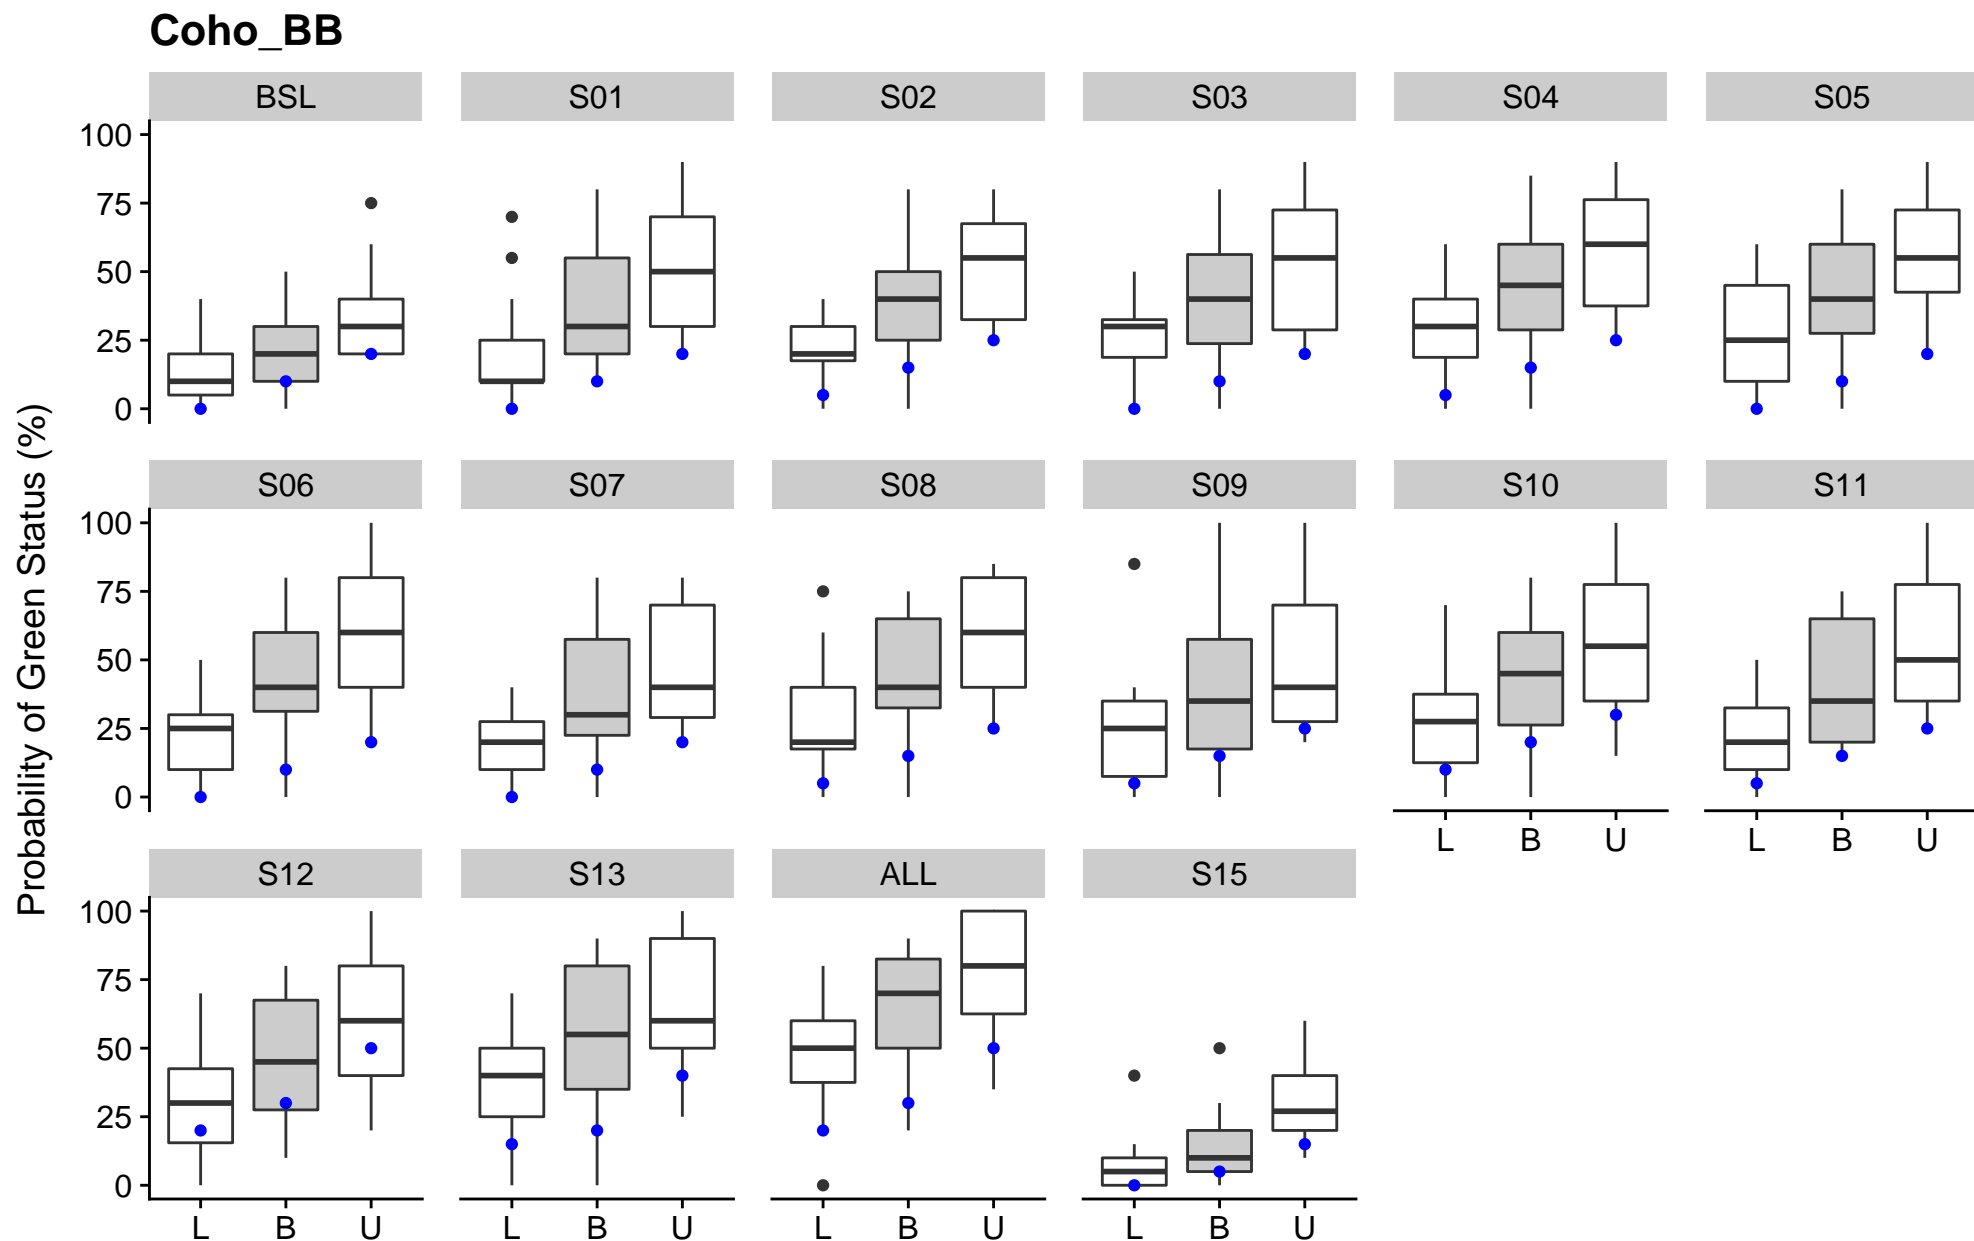 Coho_BB
BSL S01 S02 S03 S04 S05
100
75
50
25
0
Probability of Green Status (%)
S06 S07 S08 S09 S10 S11
100
75
50
25
0
L B U L B U
S12 S13 ALL S15
100
75
50
25
0
L B U L B U L B U L B U